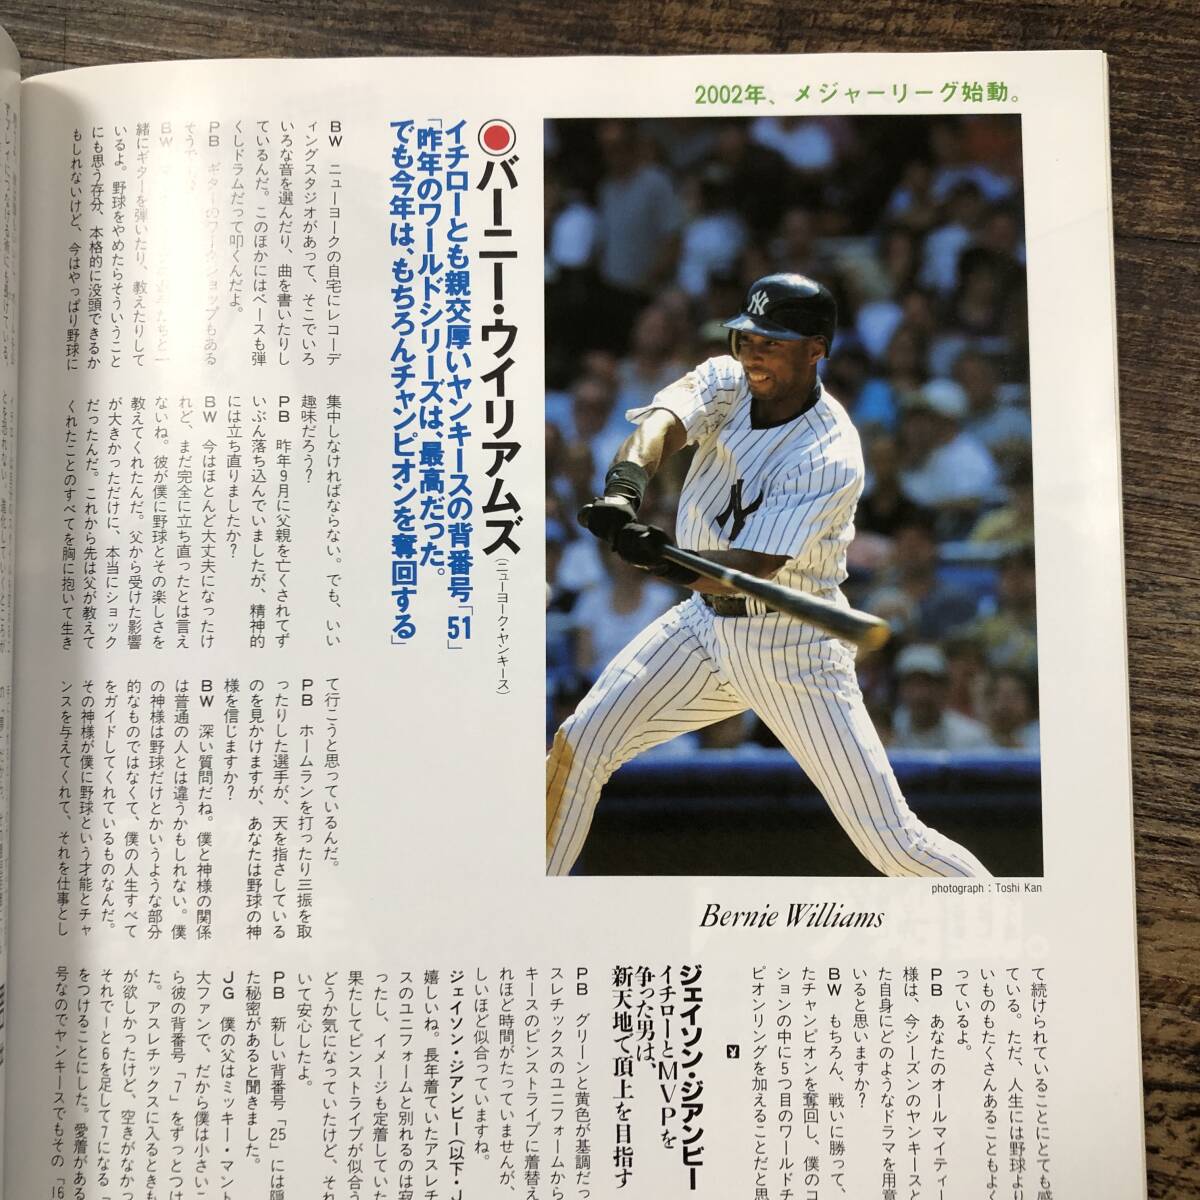 2002年、メジャーリーグ始動。
バーニー・ウイリアムズ
(ニューヨーク・ヤンキース)
イチローとも親交厚いヤンキースの背番号「51」
「昨年のワールドシリーズは、最高だった。
でも今年は、もちろんチャンピオンを奪回する」
BW ニューヨークの自宅にレコーデ
ィングスタジオがあって、そこでいろ
いろな音を選んだり、曲を書いたりし
ているんだ。このほかにはベースも弾
くしドラムだって叩くんだよ。
PB ギターのワークショップもある
そうで
BW
緒にギターを弾いたり、教えたりして
いるよ。野球をやめたらそういうこと
にも思う存分、本格的に没頭できるか
もしれないけど、今はやっぱり野球に
集中しなければならない。でも、いい
趣味だろう?
PB 昨年9月に父親を亡くされてず
いぶん落ち込んでいましたが、精神的
には立ち直りましたか?
BW 今はほとんど大丈夫になったけ
れど、まだ完全に立ち直ったとは言え
ないね。彼が僕に野球とその楽しさを
教えてくれたんだ。父から受けた影響
が大きかっただけに、本当にショック
だったんだ。これから先は父が教えて
くれたことのすべてを胸に抱いて生き
て行こうと思っているんだ。
PB ホームランを打ったり三振を取
ったりした選手が、天を指さしている
のを見かけますが、あなたは野球の神
様を信じますか?
BW 深い質問だね。僕と神様の関係
は普通の人とは違うかもしれない。僕
の神様は野球だけとかいうような部分
的なものではなくて、僕の人生すべて
をガイドしてくれているものなんだ。
その神様が僕に野球という才能とチャ
ンスを与えてくれて、それを仕事とし
photograph：Toshi Kan
Bernie Williams
て続けられていることにとても感
ている。ただ、人生には野球よ
いものもたくさんあることもよ
っているよ。
PB あなたのオールマイティー
様は、今シーズンのヤンキースと
た自身にどのようなドラマを用意
いると思いますか?
BW もちろん、戦いに勝って、
たチャンピオンを奪回し、僕のコ
ションの中に5つ目のワールドチ
ピオンリングを加えることだと思
ジェイソン・ジアンビー
イチローとMVPを
争った男は、
新天地で頂上を目指す
PB グリーンと黄色が基調だっ
スレチックスのユニフォームから
キースのピンストライプに着替え
れほど時間がたっていませんが、
しいほど似合っていますね。
ジェイソン・ジアンビー(以下・J
嬉しいね。長年着ていたアスレチ
スのユニフォームと別れるのは寂
ったし、イメージも定着していた
果たしてピンストライプが似合う
どうか気になっていたけど、それ
いて安心したよ。
PB 新しい背番号「25」には隠
た秘密があると聞きました。
JG 僕の父はミッキー・マント
大ファンで、だから僕は小さいこ
ら彼の背番号「7」をずっとつけ
た。アスレチックスに入るときも
が欲しかったけど、空きがなかっ
それで一と6を足して7になる「
をつけることにした。愛着がある
号なのでヤンキースでもその「16